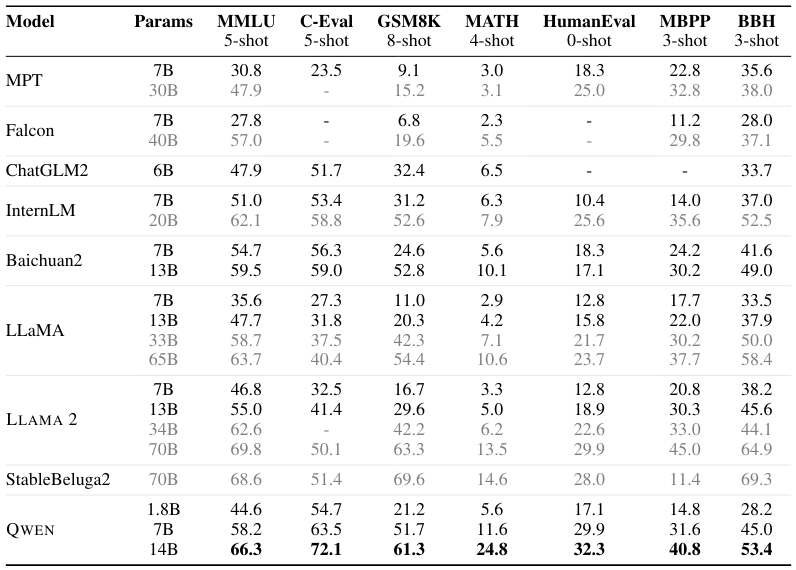 Model Params MMLU C-Eval GSM8K MATH HumanEval MBPP BBH
5-shot 5-shot 8-shot 4-shot 0-shot 3-shot 3-shot
MPT 7B 30.8 23.5 9.1 3.0 18.3 22.8 35.6
30B 47.9 - 15.2 3.1 25.0 32.8 38.0
Falcon 7B 27.8 - 6.8 2.3 - 11.2 28.0
40B 57.0 - 19.6 5.5 - 29.8 37.1
ChatGLM2 6B 47.9 51.7 32.4 6.5 - - 33.7
InternLM 7B 51.0 53.4 31.2 6.3 10.4 14.0 37.0
20B 62.1 58.8 52.6 7.9 25.6 35.6 52.5
Baichuan2 7B 54.7 56.3 24.6 5.6 18.3 24.2 41.6
13B 59.5 59.0 52.8 10.1 17.1 30.2 49.0
LLaMA 7B 35.6 27.3 11.0 2.9 12.8 17.7 33.5
13B 47.7 31.8 20.3 4.2 15.8 22.0 37.9
33B 58.7 37.5 42.3 7.1 21.7 30.2 50.0
65B 63.7 40.4 54.4 10.6 23.7 37.7 58.4
LLAMA 2 7B 46.8 32.5 16.7 3.3 12.8 20.8 38.2
13B 55.0 41.4 29.6 5.0 18.9 30.3 45.6
34B 62.6 - 42.2 6.2 22.6 33.0 44.1
70B 69.8 50.1 63.3 13.5 29.9 45.0 64.9
StableBeluga2 70B 68.6 51.4 69.6 14.6 28.0 11.4 69.3
QWEN 1.8B 44.6 54.7 21.2 5.6 17.1 14.8 28.2
7B 58.2 63.5 51.7 11.6 29.9 31.6 45.0
14B 66.3 72.1 61.3 24.8 32.3 40.8 53.4